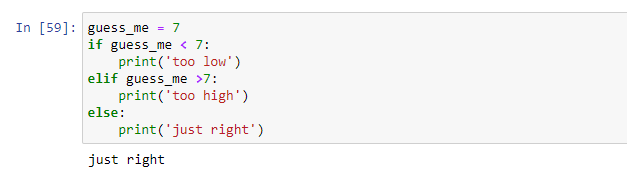 In [59]: guess_me = 7
if guess_me < 7:
    print('too low')
elif guess_me >7:
    print('too high')
else:
    print('just right')
just right